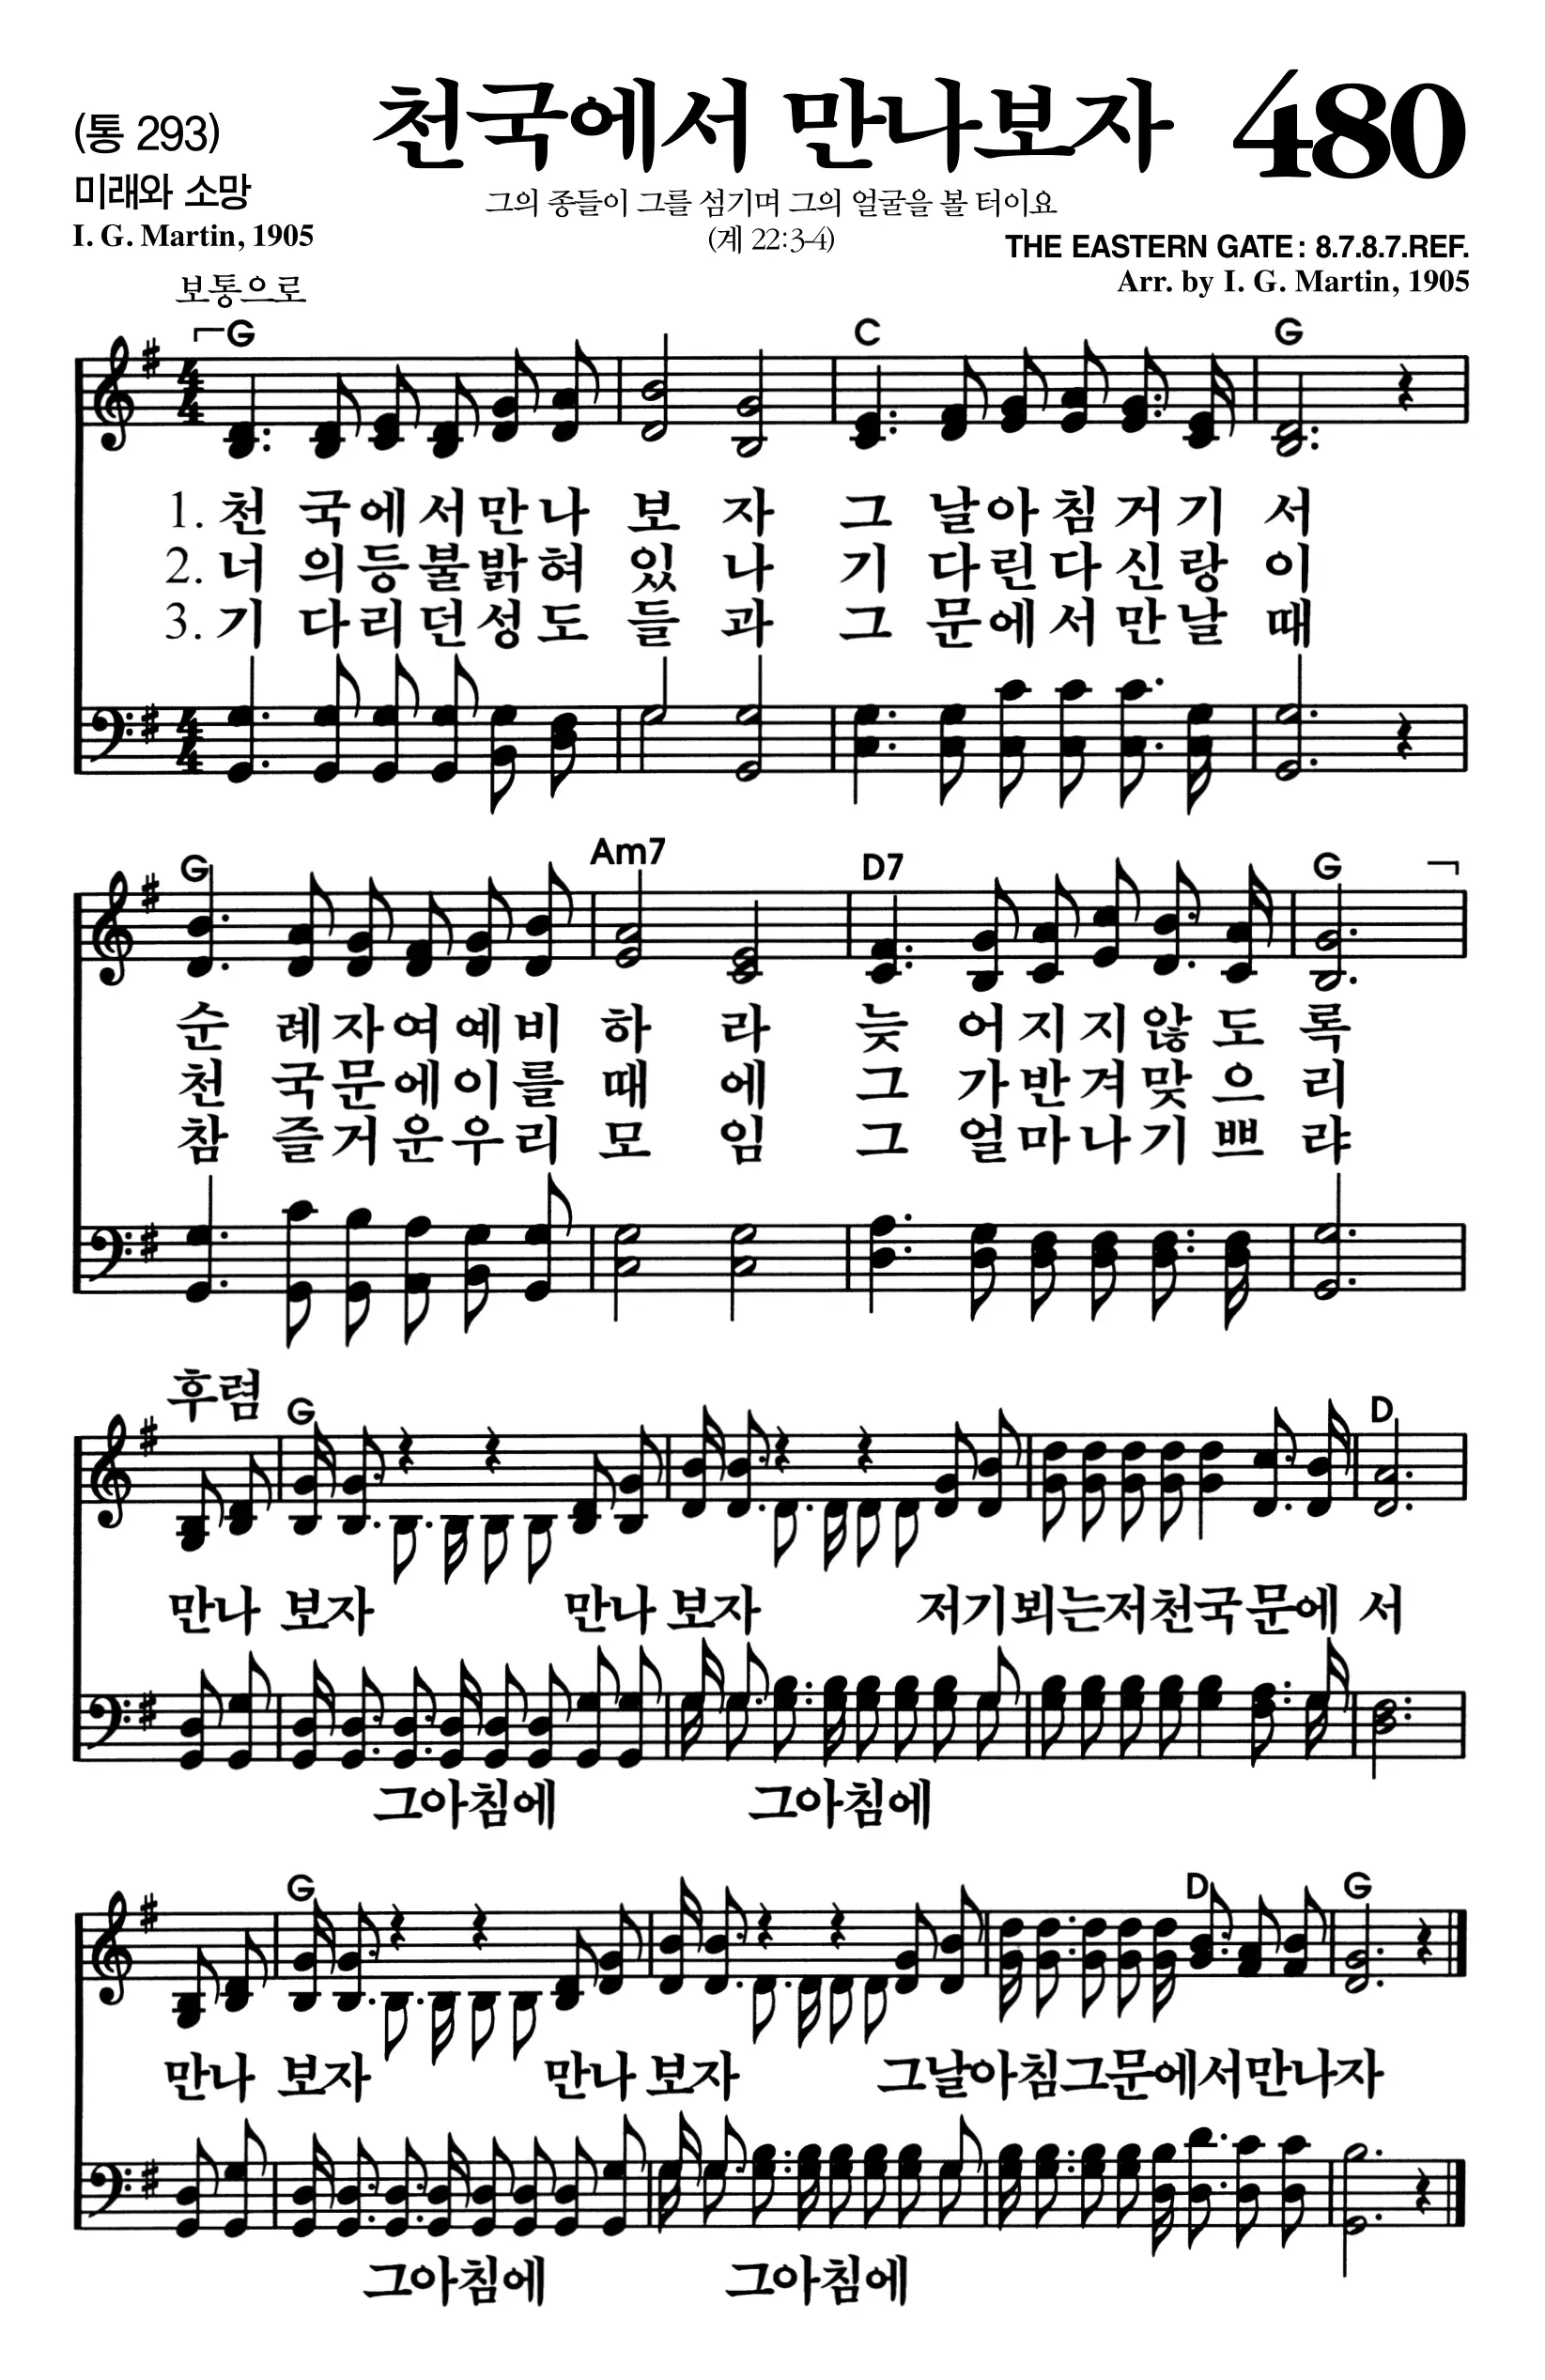 (통 293)
천국에서 만나보자 480
미래와 소망
그의 종들이 그를 섬기며 그의 얼굴을 볼 터이요
I. G. Martin, 1905
(계 22:3-4)
THE EASTERN GATE : 8.7.8.7.REF.
Arr. by I. G. Martin, 1905
보통으로
G C G
4 4
1. 천 국에서만나 보 자 그 날아침거기 서
2. 너 의등불밝혀 있 나 기 다린다신랑 이
3. 기 다리던성도 들 과 그 문에서만날 때
4 4
G Am7 D7 G
순 례자여예비 하 라 늦 어지지않도 록
천 국문에이를 때 에 그 가반겨맞으 리
참 즐거운우리 모 임 그 얼마나기쁘 랴
후렴
G D
만나 보자 만나 보자 저기뵈는저천국문에 서
그아침에 그아침에
G D G
만나 보자 만나 보자 그날아침그문에서만나자
그아침에 그아침에